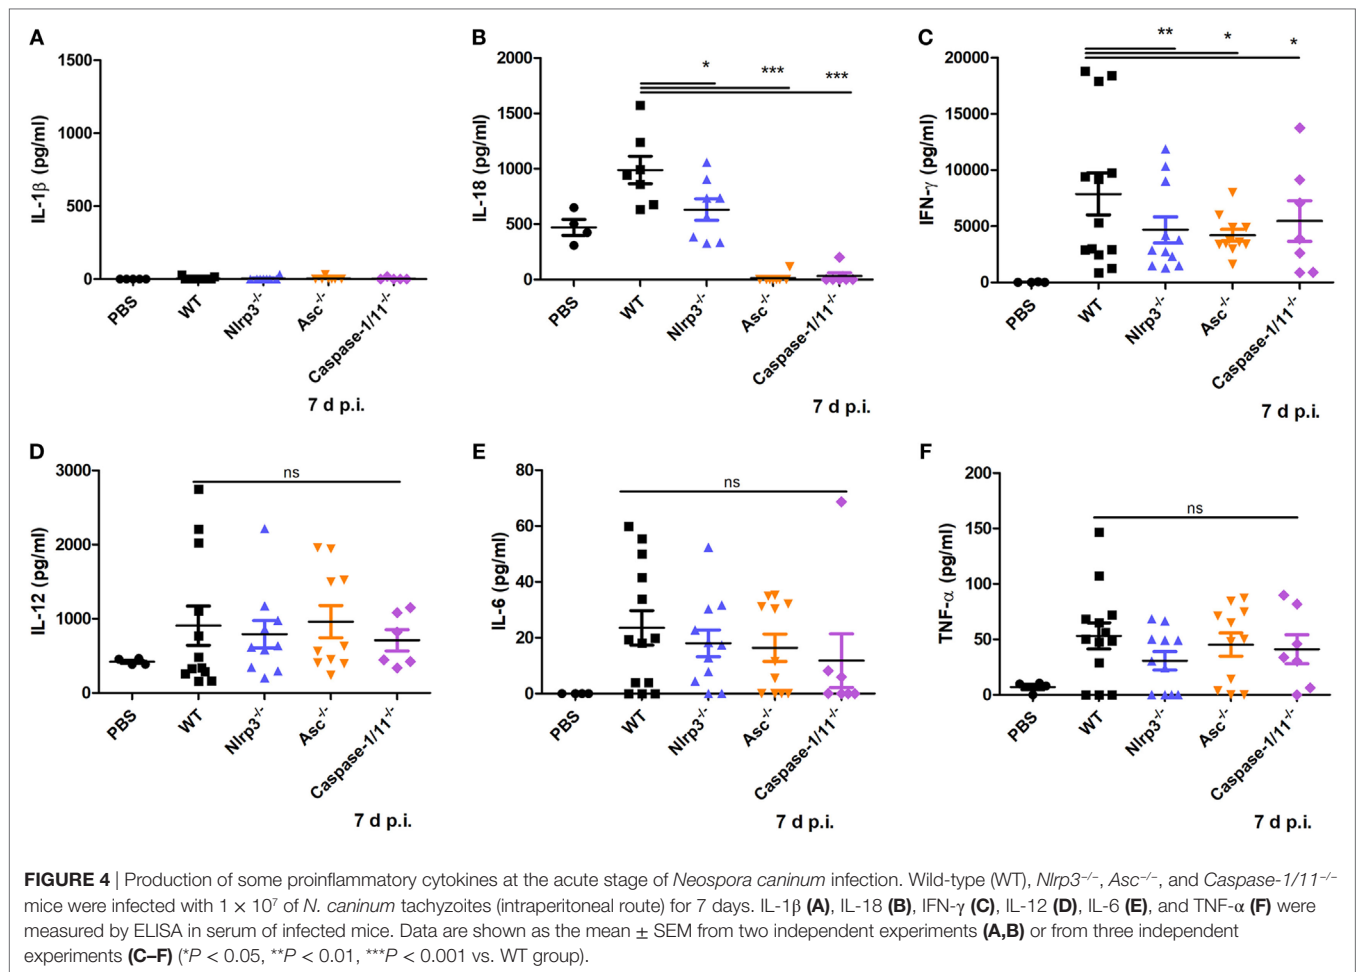 A
1500
1000
500
0
IL-1β (pg/ml)
PBS
WT
Nlrp3-/-
Asc-/-
Caspase-1/11-/-
7 d p.i.
B
2000
1500
1000
500
0
IL-18 (pg/ml)
*
***
***
PBS
WT
Nlrp3-/-
Asc-/-
Caspase-1/11-/-
7 d p.i.
C
20000
15000
10000
5000
0
IFN-γ (pg/ml)
**
*
*
PBS
WT
Nlrp3-/-
Asc-/-
Caspase-1/11-/-
7 d p.i.
D
3000
2000
1000
0
IL-12 (pg/ml)
ns
PBS
WT
Nlrp3-/-
Asc-/-
Caspase-1/11-/-
7 d p.i.
E
80
60
40
20
0
IL-6 (pg/ml)
ns
PBS
WT
Nlrp3-/-
Asc-/-
Caspase-1/11-/-
7 d p.i.
F
200
150
100
50
0
TNF-α (pg/ml)
ns
PBS
WT
Nlrp3-/-
Asc-/-
Caspase-1/11-/-
7 d p.i.
FIGURE 4 | Production of some proinflammatory cytokines at the acute stage of Neospora caninum infection. Wild-type (WT), Nlrp3−/−, Asc−/−, and Caspase-1/11−/−
mice were infected with 1 × 10⁷ of N. caninum tachyzoites (intraperitoneal route) for 7 days. IL-1β (A), IL-18 (B), IFN-γ (C), IL-12 (D), IL-6 (E), and TNF-α (F) were
measured by ELISA in serum of infected mice. Data are shown as the mean ± SEM from two independent experiments (A,B) or from three independent
experiments (C–F) (*P < 0.05, **P < 0.01, ***P < 0.001 vs. WT group).